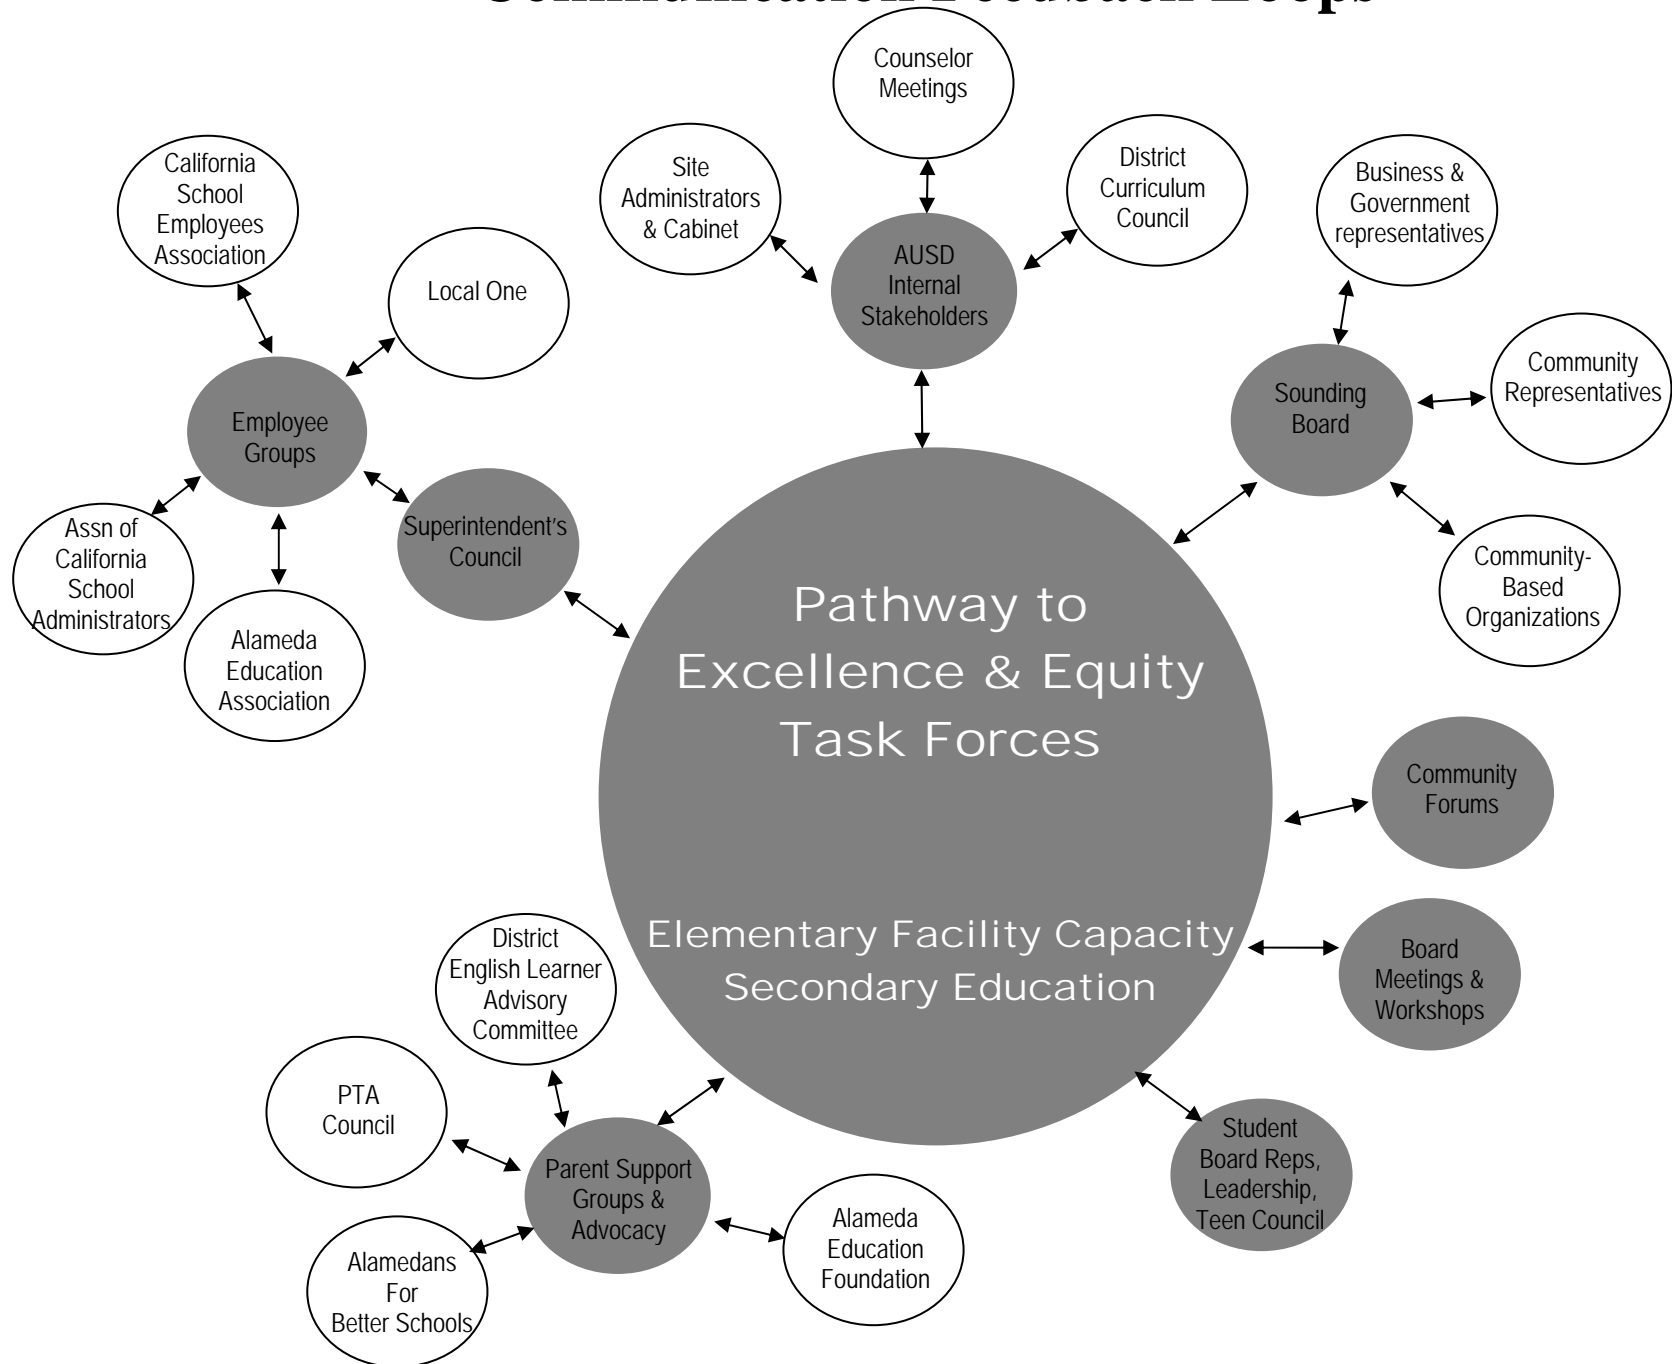 Communication Feedback Loops
Counselor
Meetings
Site
Administrators
& Cabinet
District
Curriculum
Council
AUSD
Internal
Stakeholders
California
School
Employees
Association
Local One
Employee
Groups
Assn of
California
School
Administrators
Alameda
Education
Association
Superintendent's
Council
Business &
Government
representatives
Community
Representatives
Sounding
Board
Community-
Based
Organizations
Pathway to
Excellence & Equity
Task Forces
Elementary Facility Capacity
Secondary Education
Community
Forums
Board
Meetings &
Workshops
Student
Board Reps,
Leadership,
Teen Council
District
English Learner
Advisory
Committee
PTA
Council
Parent Support
Groups &
Advocacy
Alamedans
For
Better Schools
Alameda
Education
Foundation